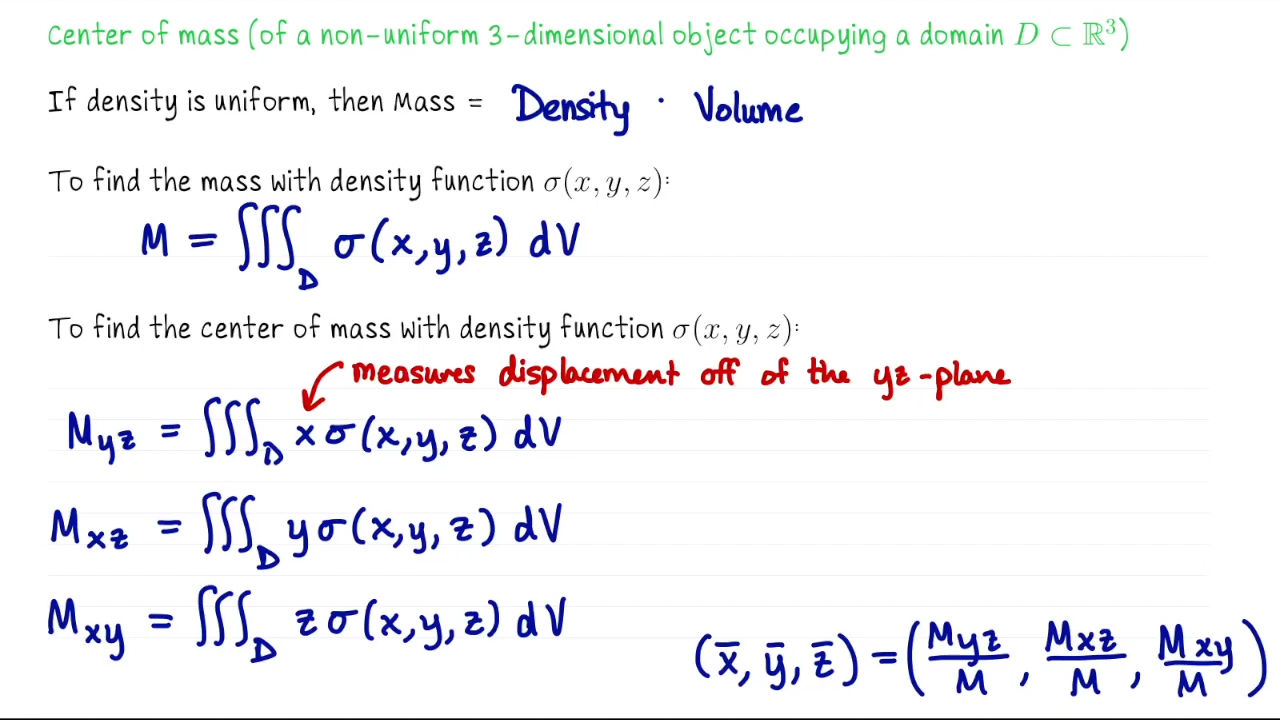 Center of mass (of a non-uniform 3-dimensional object occupying a domain D ⊂ ℝ³)
If density is uniform, then Mass = Density · Volume
To find the mass with density function σ(x, y, z):
M = ∭_D σ(x,y,z) dV
To find the center of mass with density function σ(x, y, z):
measures displacement off of the yz-plane
M_yz = ∭_D x σ(x,y,z) dV
M_xz = ∭_D y σ(x,y,z) dV
M_xy = ∭_D z σ(x,y,z) dV
(x̄, ȳ, z̄) = (M_yz/M, M_xz/M, M_xy/M)